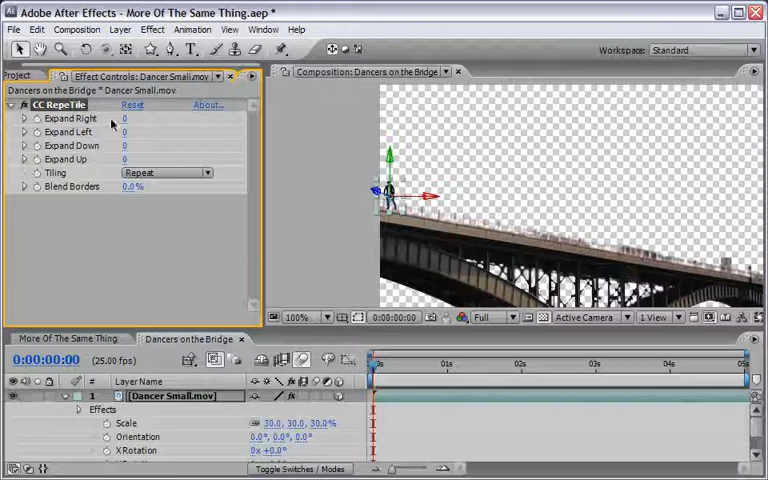 Adobe After Effects - More Of The Same Thing.aep *
File Edit Composition Layer Effect Animation View Window Help
Workspace: Standard
Project Effect Controls: Dancer Small.mov
Composition: Dancers on the Bridge
Dancers on the Bridge * Dancer Small.mov
CC RepeTile Reset About...
Expand Right 0
Expand Left 0
Expand Down 0
Expand Up 0
Tiling Repeat
Blend Borders 0.0%
100% 0:00:00:00 Full Active Camera 1 View
More Of The Same Thing Dancers on the Bridge
0:00:00:00 (25.00 fps)
01s 02s 03s 04s
# Layer Name
1 [Dancer Small.mov]
Effects
Scale 30.0, 30.0, 30.0%
Orientation 0.0°, 0.0°, 0.0°
X Rotation 0x +0.0°
Toggle Switches / Modes